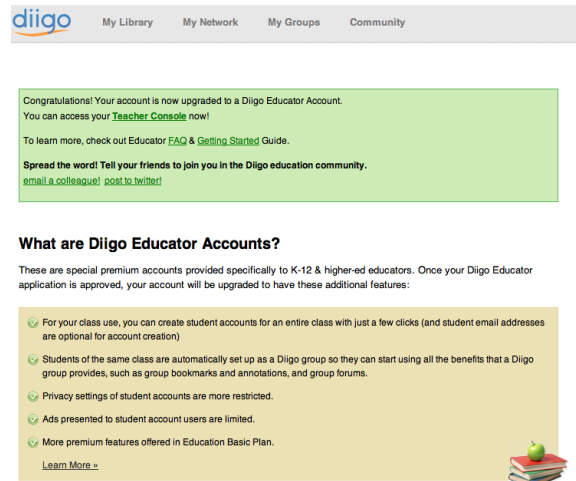 diigo My Library My Network My Groups Community
Congratulations! Your account is now upgraded to a Diigo Educator Account.
You can access your Teacher Console now!
To learn more, check out Educator FAQ & Getting Started Guide.
Spread the word! Tell your friends to join you in the Diigo education community.
email a colleague! post to twitter!
What are Diigo Educator Accounts?
These are special premium accounts provided specifically to K-12 & higher-ed educators. Once your Diigo Educator
application is approved, your account will be upgraded to have these additional features:
For your class use, you can create student accounts for an entire class with just a few clicks (and student email addresses
are optional for account creation)
Students of the same class are automatically set up as a Diigo group so they can start using all the benefits that a Diigo
group provides, such as group bookmarks and annotations, and group forums.
Privacy settings of student accounts are more restricted.
Ads presented to student account users are limited.
More premium features offered in Education Basic Plan.
Learn More »